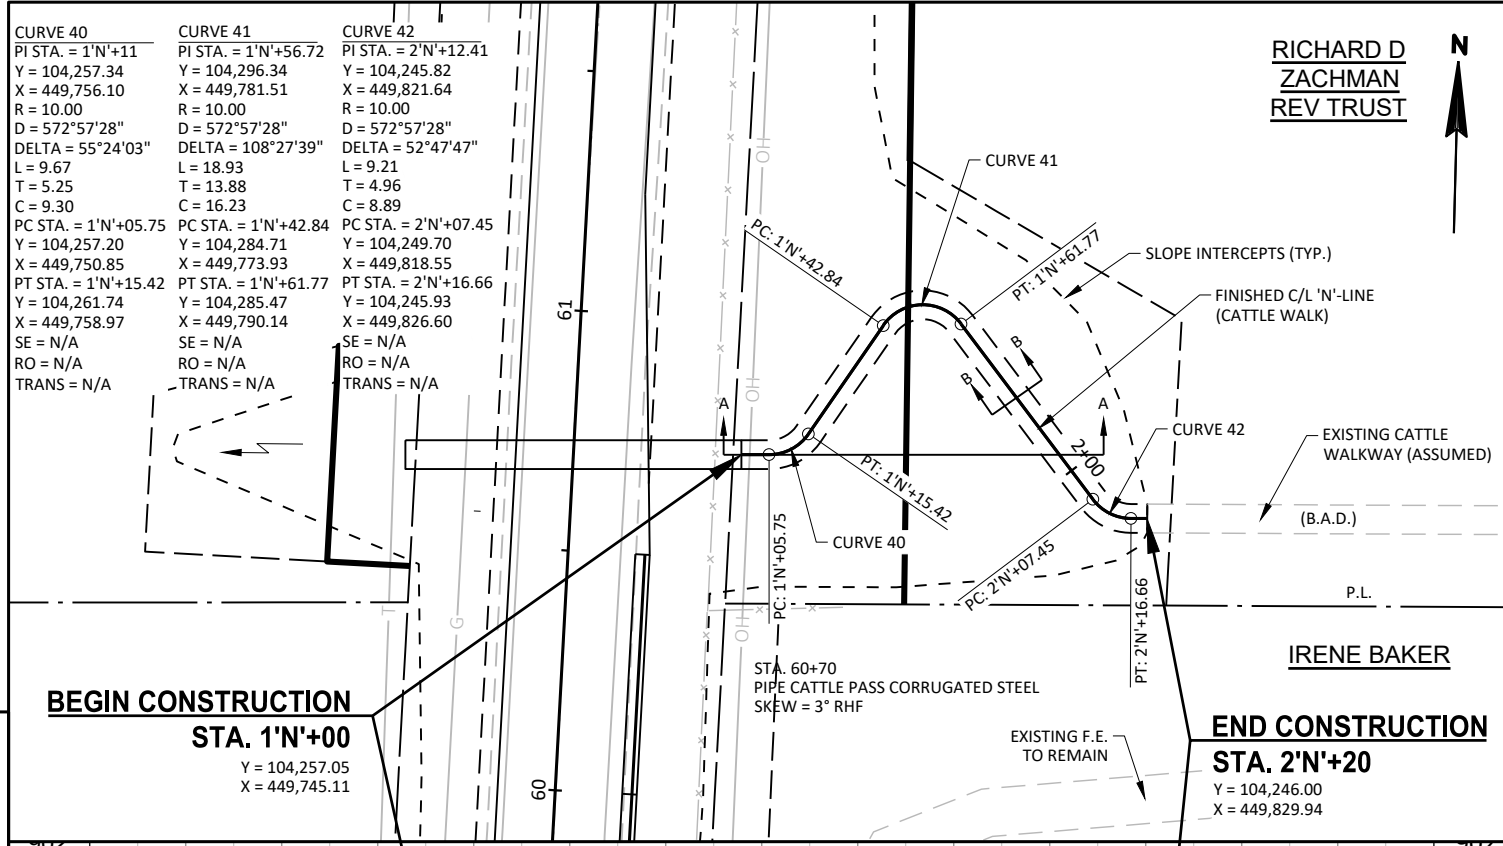 CURVE 40
PI STA. = 1'N'+11
Y = 104,257.34
X = 449,756.10
R = 10.00
D = 572°57'28"
DELTA = 55°24'03"
L = 9.67
T = 5.25
C = 9.30
PC STA. = 1'N'+05.75
Y = 104,257.20
X = 449,750.85
PT STA. = 1'N'+15.42
Y = 104,261.74
X = 449,758.97
SE = N/A
RO = N/A
TRANS = N/A
CURVE 41
PI STA. = 1'N'+56.72
Y = 104,296.34
X = 449,781.51
R = 10.00
D = 572°57'28"
DELTA = 108°27'39"
L = 18.93
T = 13.88
C = 16.23
PC STA. = 1'N'+42.84
Y = 104,284.71
X = 449,773.93
PT STA. = 1'N'+61.77
Y = 104,285.47
X = 449,790.14
SE = N/A
RO = N/A
TRANS = N/A
CURVE 42
PI STA. = 2'N'+12.41
Y = 104,245.82
X = 449,821.64
R = 10.00
D = 572°57'28"
DELTA = 52°47'47"
L = 9.21
T = 4.96
C = 8.89
PC STA. = 2'N'+07.45
Y = 104,249.70
X = 449,818.55
PT STA. = 2'N'+16.66
Y = 104,245.93
X = 449,826.60
SE = N/A
RO = N/A
TRANS = N/A
RICHARD D
ZACHMAN
REV TRUST
N
OH
CURVE 41
PC: 1'N'+42.84
PT: 1'N'+61.77
SLOPE INTERCEPTS (TYP.)
FINISHED C/L 'N'-LINE
(CATTLE WALK)
61
B
B
OH
A
A
2+00
CURVE 42
EXISTING CATTLE
WALKWAY (ASSUMED)
PT: 1'N'+15.42
(B.A.D.)
CURVE 40
PC: 1'N'+05.75
PC: 2'N'+07.45
PT: 2'N'+16.66
P.L.
T
G
OH
IRENE BAKER
STA. 60+70
PIPE CATTLE PASS CORRUGATED STEEL
SKEW = 3° RHF
BEGIN CONSTRUCTION
STA. 1'N'+00
Y = 104,257.05
X = 449,745.11
60
EXISTING F.E.
TO REMAIN
END CONSTRUCTION
STA. 2'N'+20
Y = 104,246.00
X = 449,829.94